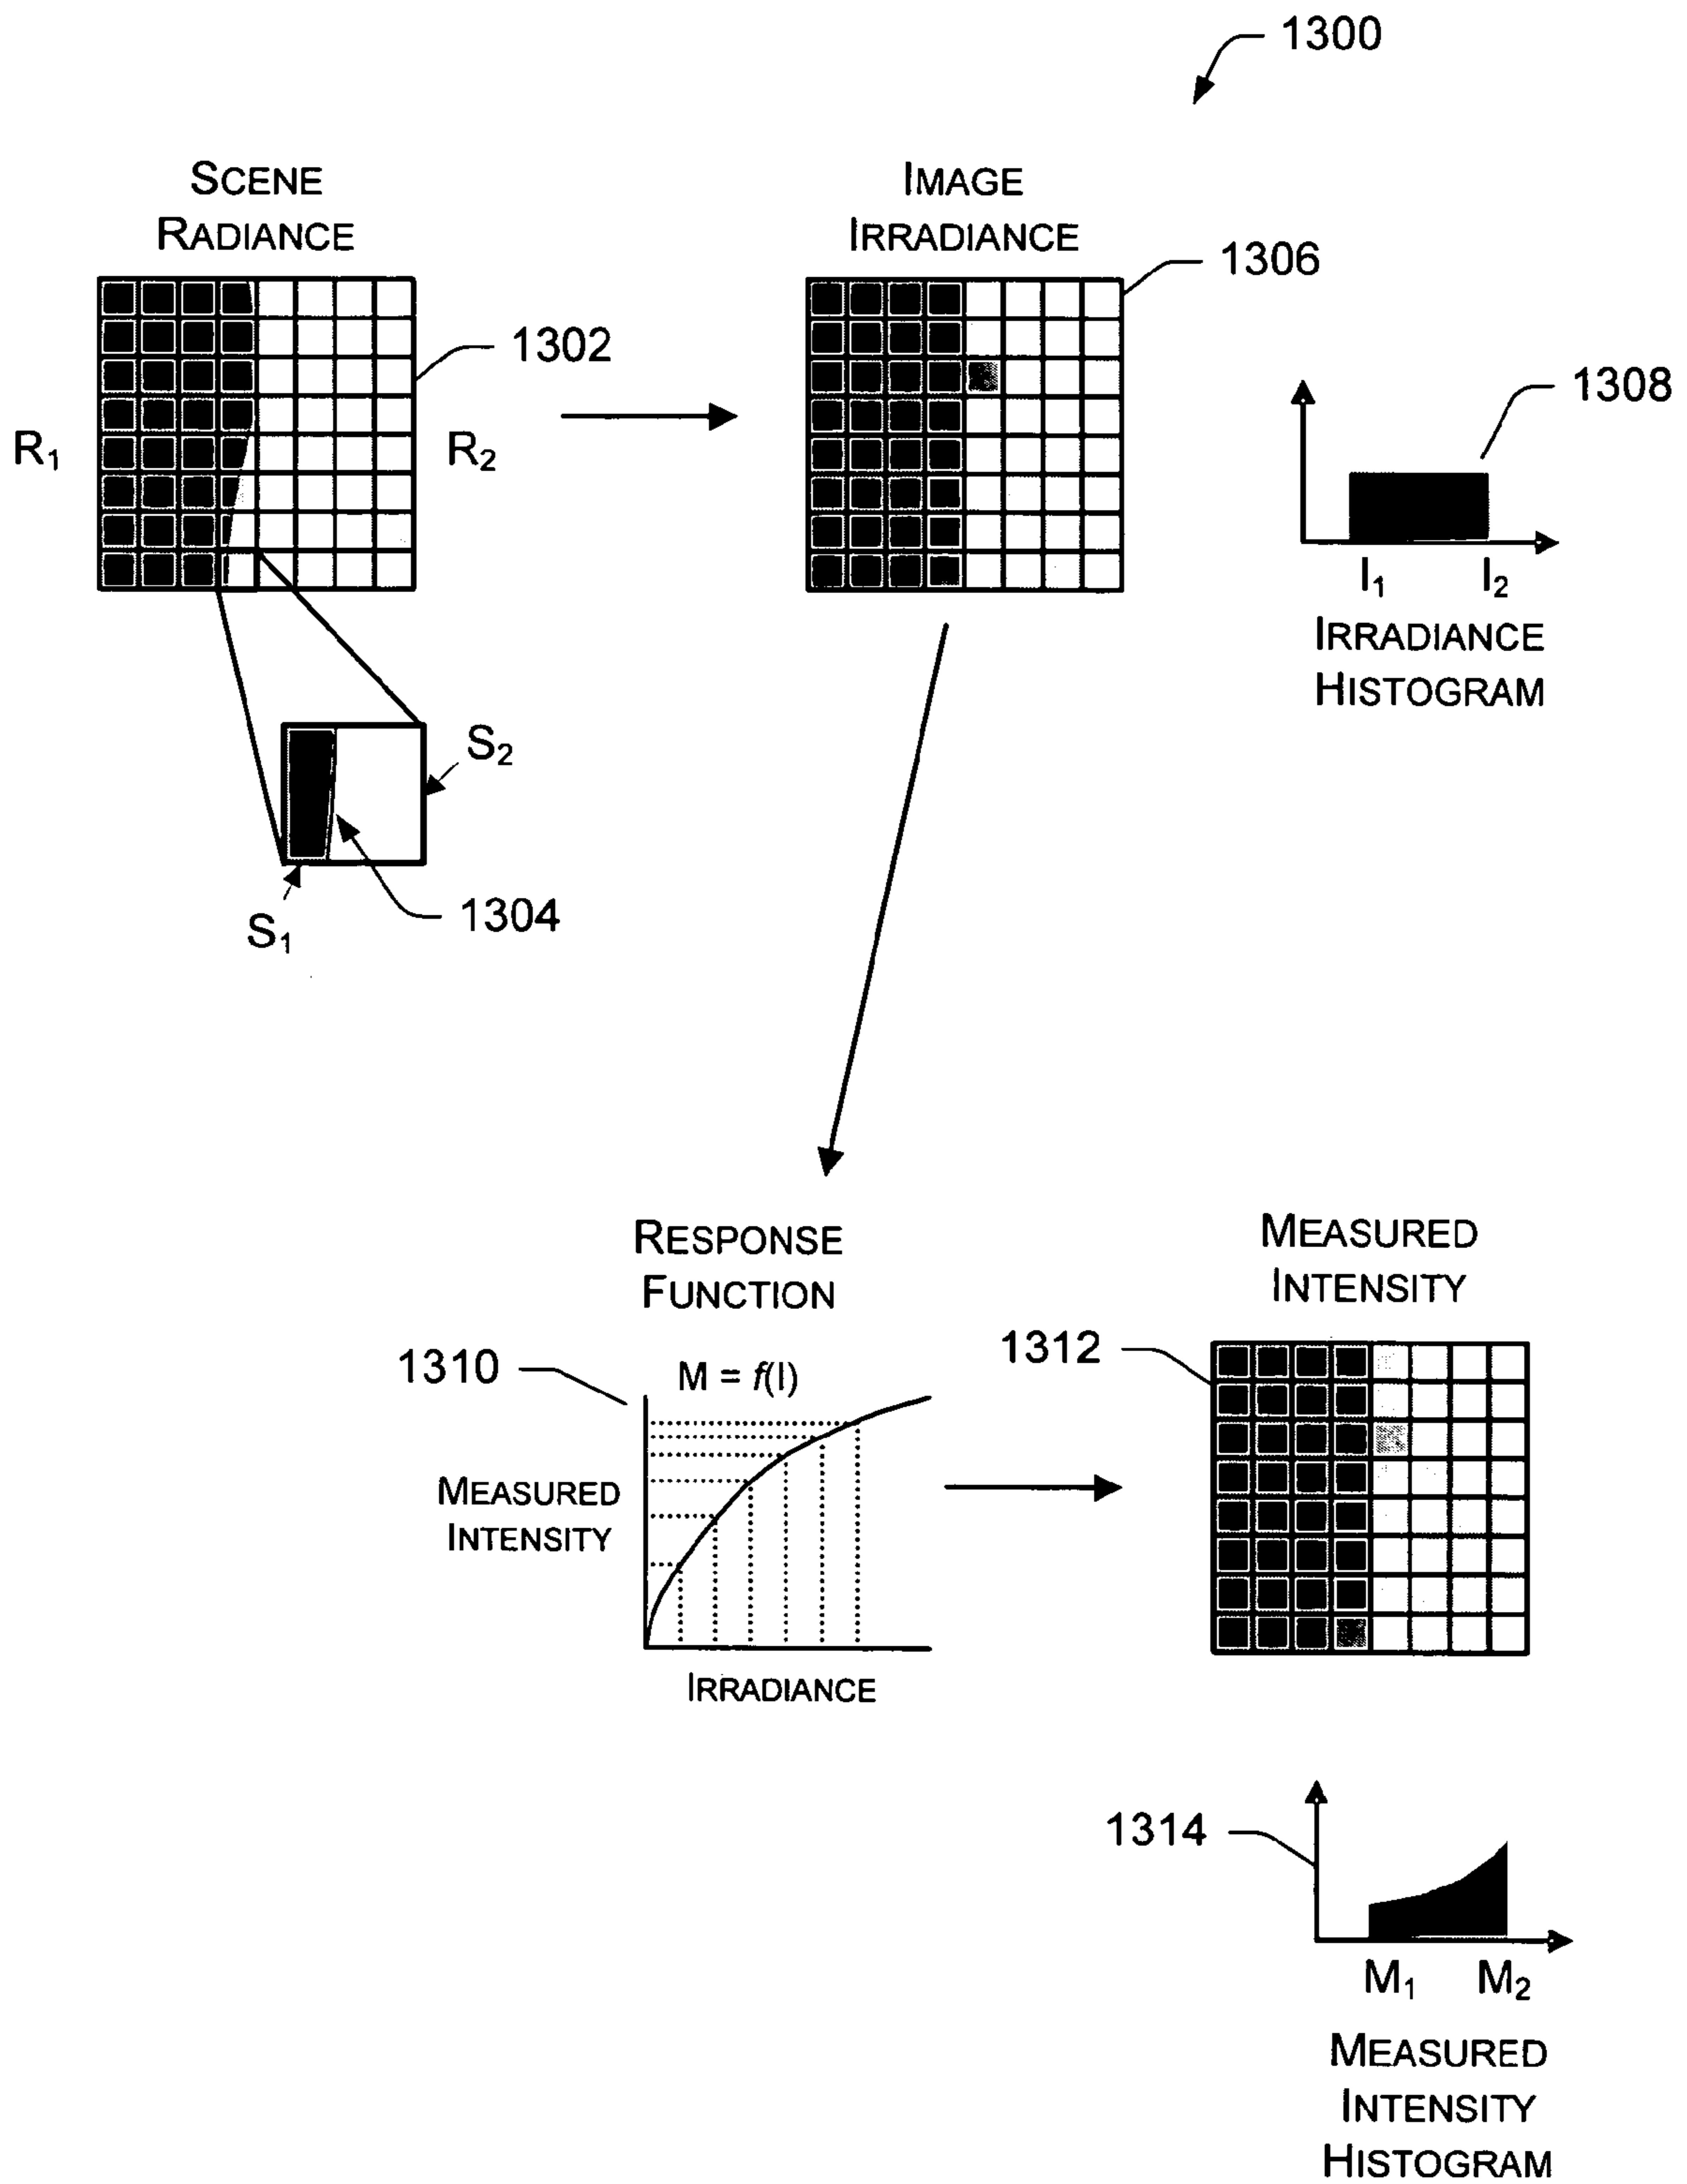 1300
SCENE
RADIANCE
IMAGE
IRRADIANCE
1306
1302
1308
R1
R2
I1
I2
IRRADIANCE
HISTOGRAM
S2
S1
1304
RESPONSE
FUNCTION
MEASURED
INTENSITY
1310
M = f(I)
1312
MEASURED
INTENSITY
IRRADIANCE
1314
M1
M2
MEASURED
INTENSITY
HISTOGRAM